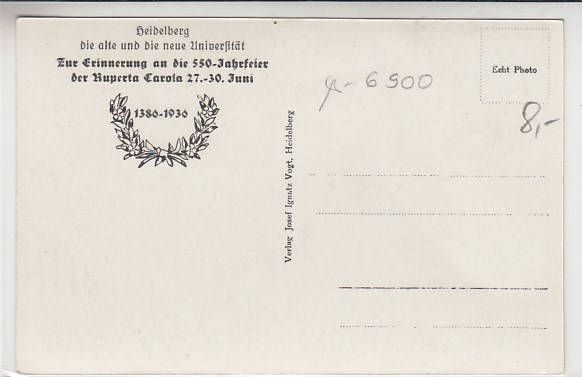 Heidelberg
die alte und die neue Universität
Zur Erinnerung an die 550-Jahrfeier
der Ruperta Carola 27.-30. Juni
1386-1936
Verlag Josef Ignatz Vogt, Heidelberg
6900
Echt Photo
8,-